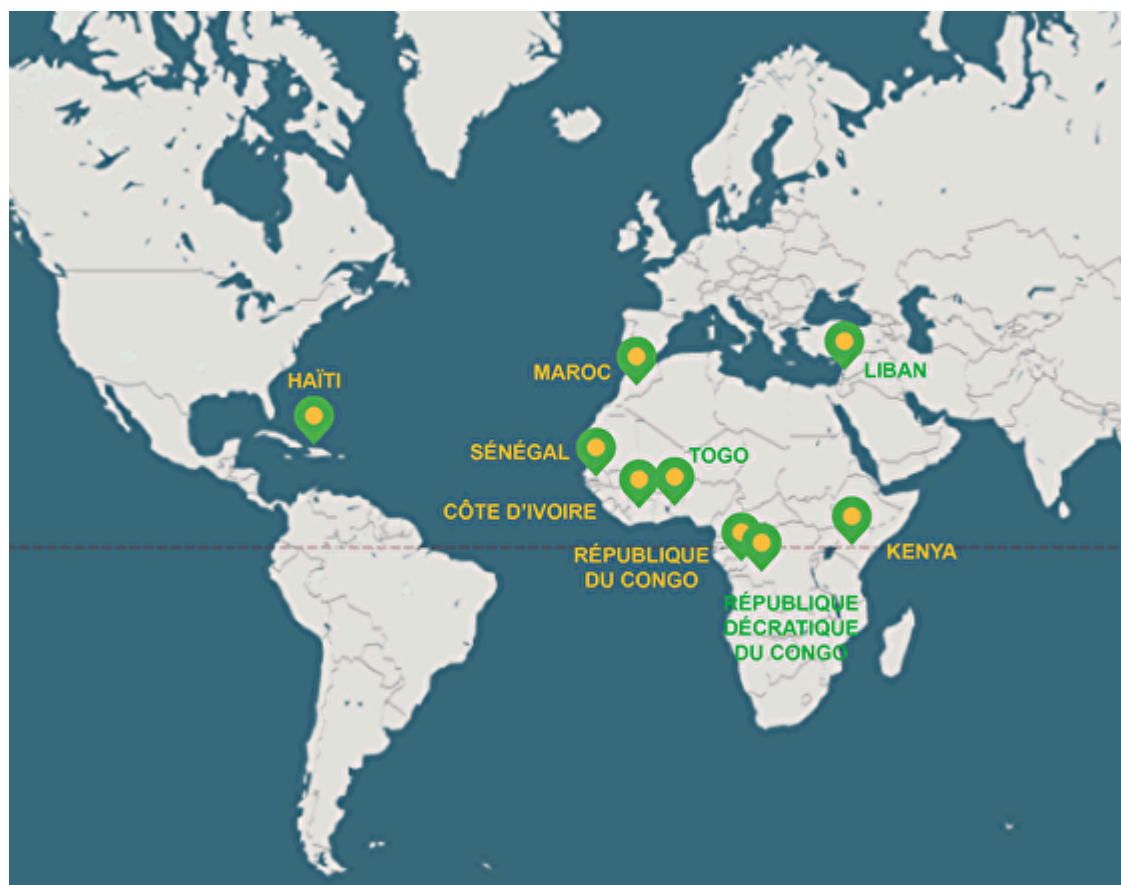 HAÏTI
MAROC
LIBAN
SÉNÉGAL
TOGO
CÔTE D'IVOIRE
RÉPUBLIQUE
DU CONGO
KENYA
RÉPUBLIQUE
DÉCRATIQUE
DU CONGO